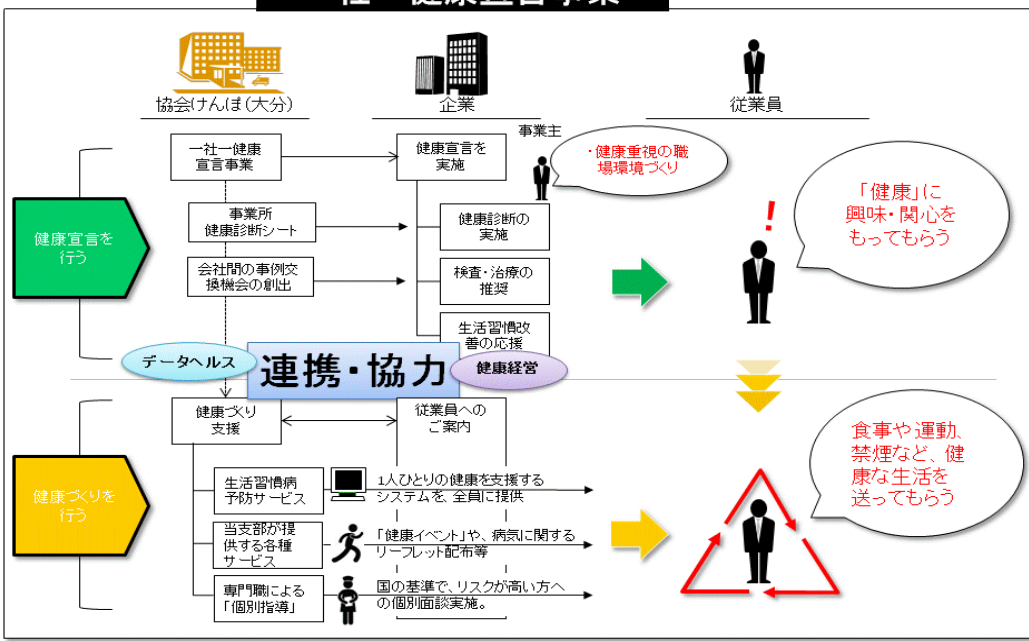 協会けんぽ(大分)
企業
従業員
一社一健康
宣言事業
健康宣言を
実施
事業主
・健康重視の職
場環境づくり
「健康」に
興味・関心を
もってもらう
!
健康宣言を
行う
事業所
健康診断シート
健康診断の
実施
会社間の事例交
換機会の創出
検査・治療の
推奨
生活習慣改
善の応援
データヘルス
連携・協力
健康経営
健康づくり
支援
従業員への
ご案内
食事や運動、
禁煙など、健
康な生活を
送ってもらう
健康づくりを
行う
生活習慣病
予防サービス
1人ひとりの健康を支援する
システムを、全員に提供
当支部が提
供する各種
サービス
「健康イベント」や、病気に関する
リーフレット配布等
専門職による
「個別指導」
国の基準で、リスクが高い方へ
の個別面談実施。